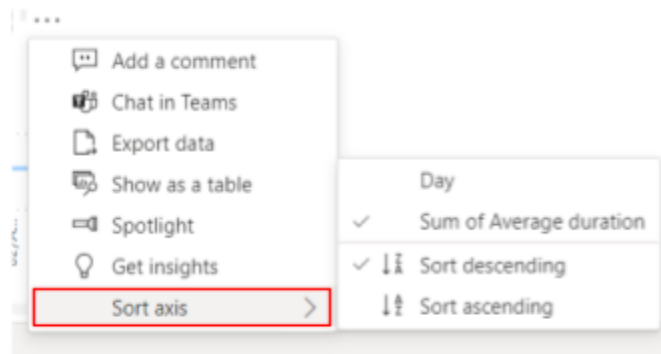 Add a comment
Chat in Teams
Export data
Show as a table
Spotlight
Get insights
Sort axis
Day
Sum of Average duration
Sort descending
Sort ascending